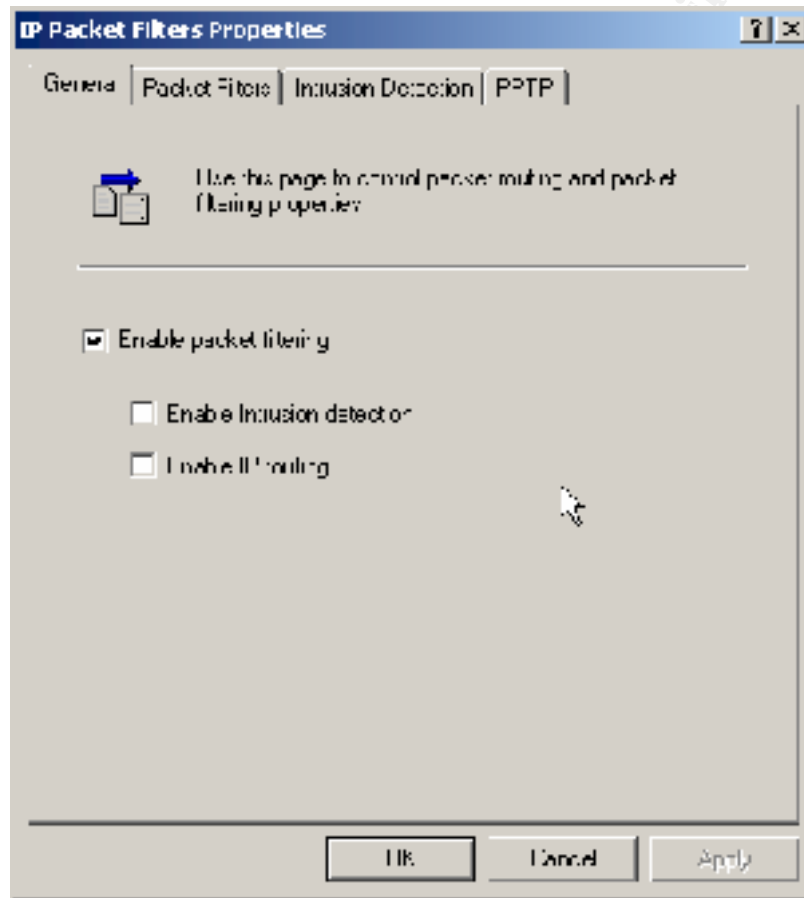 IP Packet Filters Properties
General
Packet Filters
Intrusion Detection
PPTP
Use this page to control packet routing and packet
filtering properties
Enable packet filtering
Enable Intrusion detection
Enable IP routing
OK
Cancel
Apply